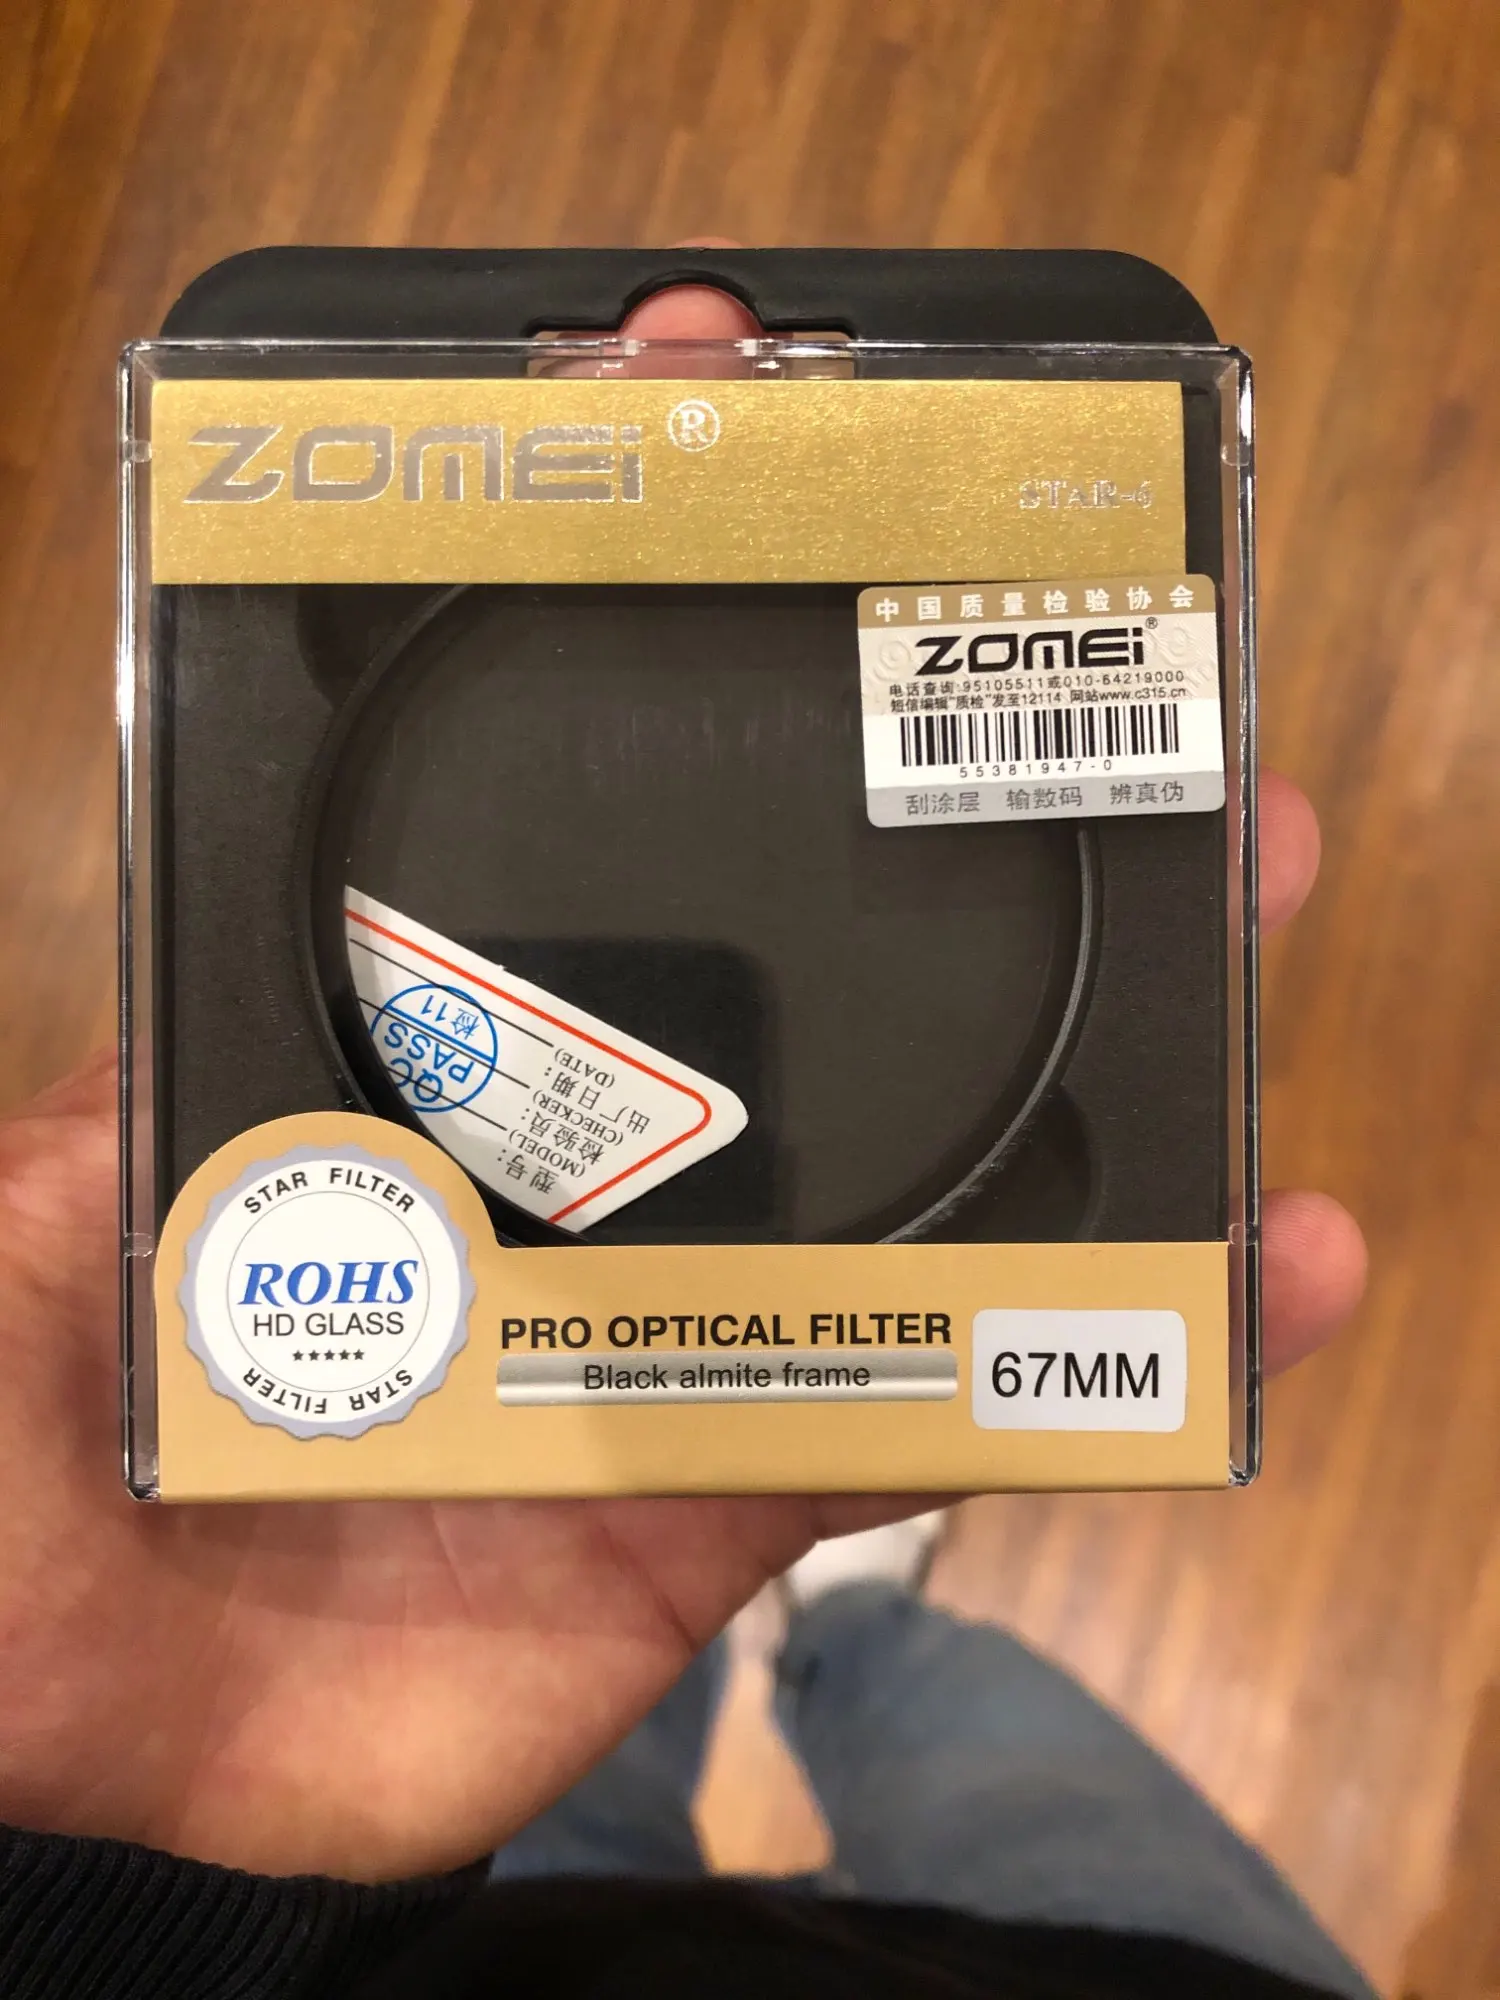 ZOMEi ®
STAR-6
中国质量检验协会
ZOMEi ®
电话查询:95105511或010-64219000
短信编辑"质检"发至12114 网站www.c315.cn
55381947-0
刮涂层 输数码 辨真伪
型号:
(MODEL)
检验员:
(CHECKER)
出厂日期:
(DATE)
QC
PASS
检11
STAR FILTER
ROHS
HD GLASS
★★★★★
STAR FILTER
PRO OPTICAL FILTER
Black almite frame
67MM